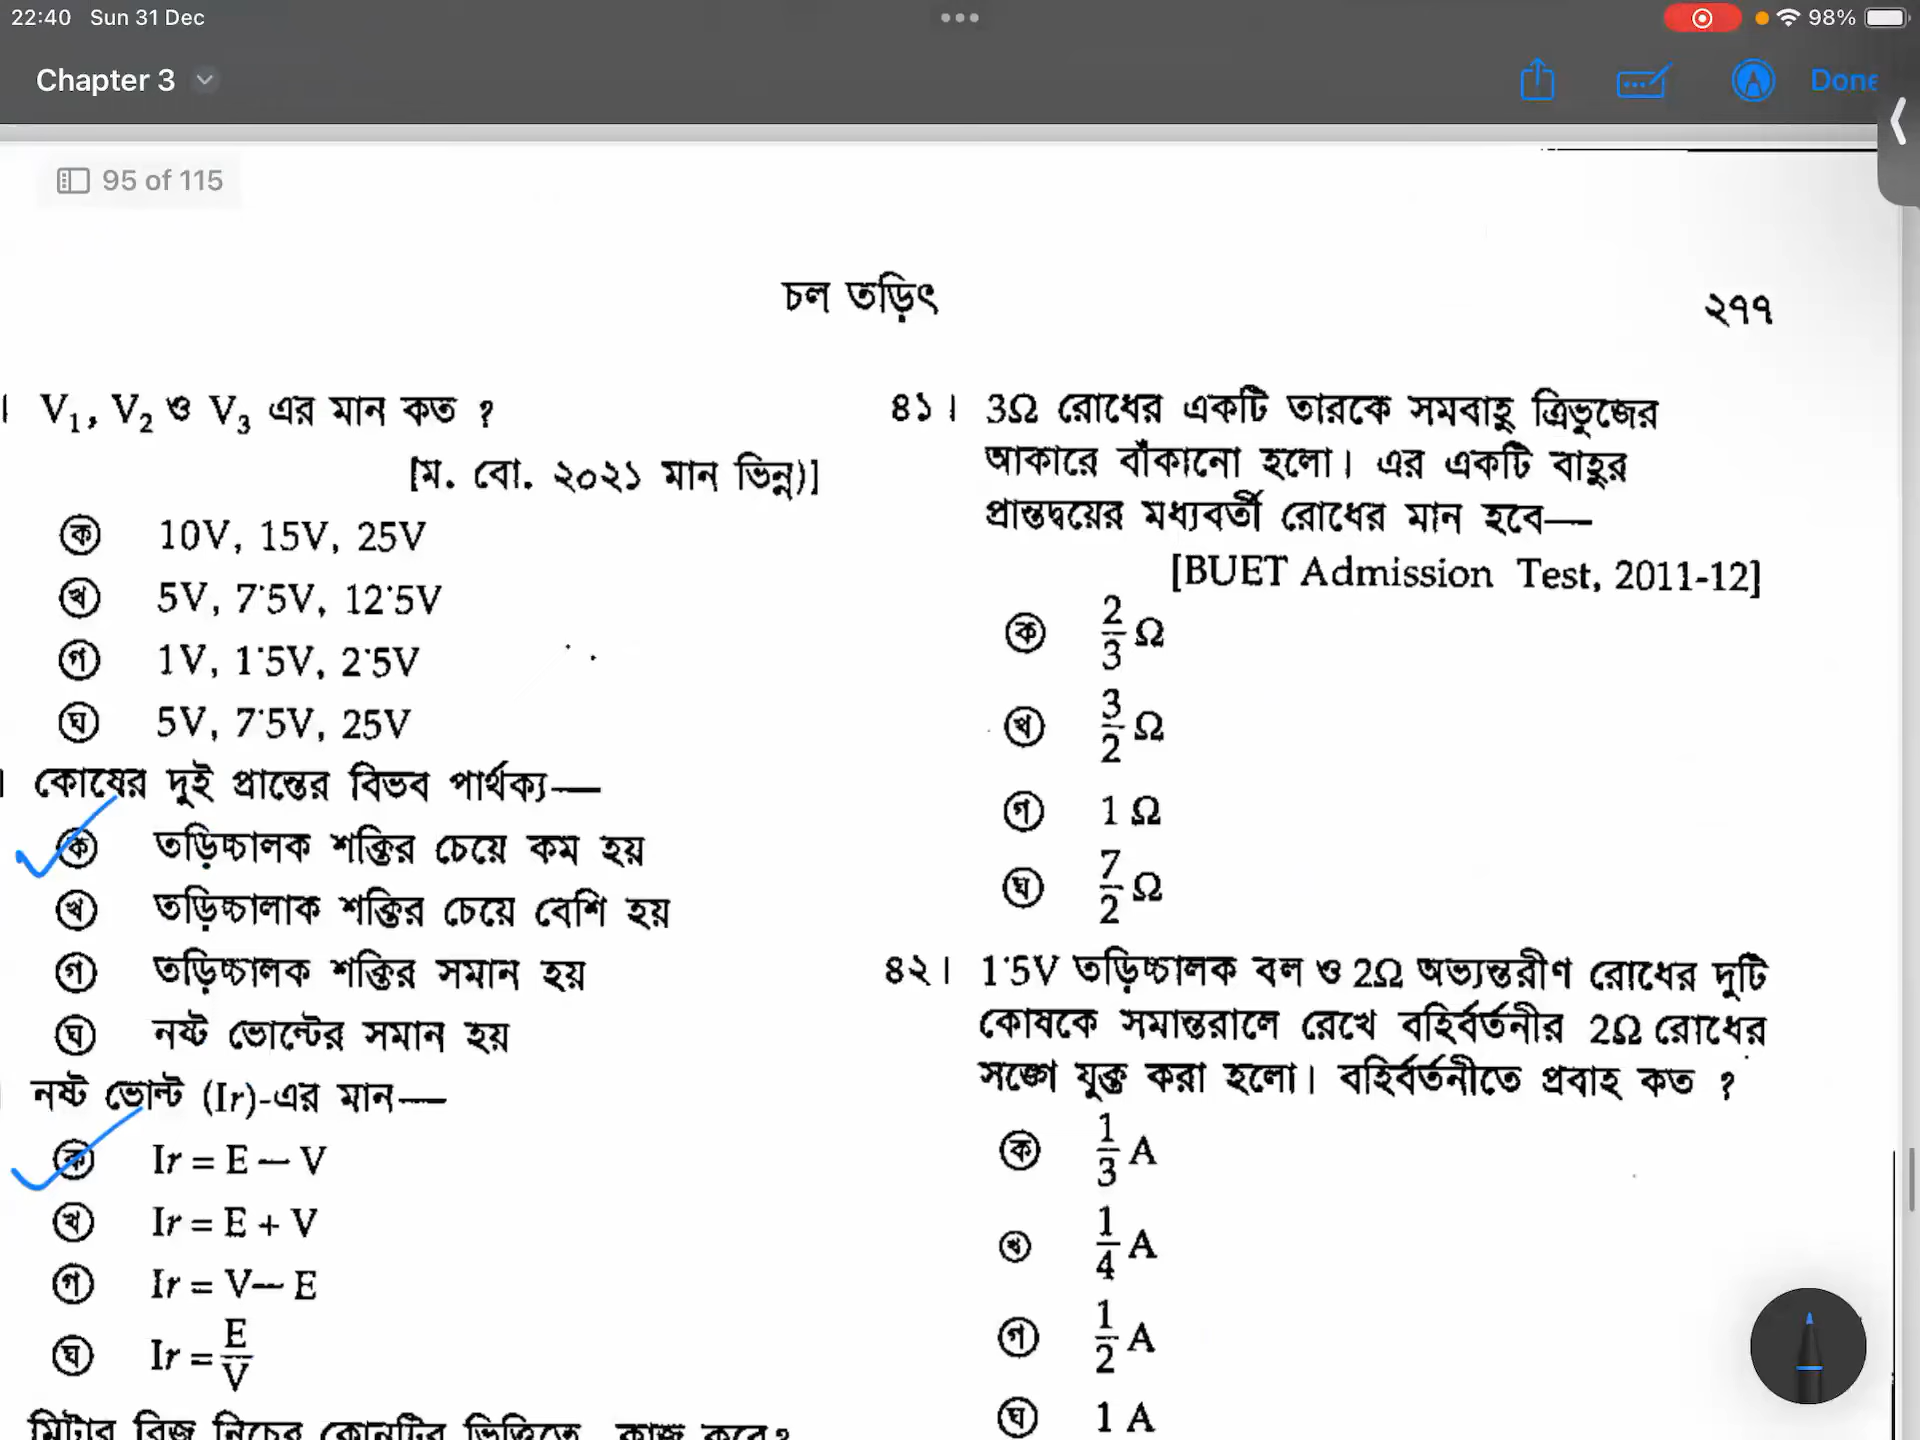 22:40 Sun 31 Dec
98%
Chapter 3
Done
95 of 115
চল তড়িৎ
২৭৭
। V₁, V₂ ও V₃ এর মান কত ?
[ম. বো. ২০২১ মান ভিন্ন)]
ক 10V, 15V, 25V
খ 5V, 7·5V, 12·5V
গ 1V, 1·5V, 2·5V
ঘ 5V, 7·5V, 25V
। কোষের দুই প্রান্তের বিভব পার্থক্য—
ক তড়িচ্চালক শক্তির চেয়ে কম হয়
খ তড়িচ্চালাক শক্তির চেয়ে বেশি হয়
গ তড়িচ্চালক শক্তির সমান হয়
ঘ নষ্ট ভোল্টের সমান হয়
নষ্ট ভোল্ট (Ir)-এর মান—
ক Ir = E — V
খ Ir = E + V
গ Ir = V— E
ঘ Ir = E/V
মিটার ব্রিজ নিচের কোনটির ভিত্তিতে কাজ করে?
৪১। 3Ω রোধের একটি তারকে সমবাহু ত্রিভুজের
আকারে বাঁকানো হলো। এর একটি বাহুর
প্রান্তদ্বয়ের মধ্যবর্তী রোধের মান হবে—
[BUET Admission Test, 2011-12]
ক 2/3 Ω
খ 3/2 Ω
গ 1 Ω
ঘ 7/2 Ω
৪২। 1·5V তড়িচ্চালক বল ও 2Ω অভ্যন্তরীণ রোধের দুটি
কোষকে সমান্তরালে রেখে বহির্বর্তনীর 2Ω রোধের
সঙ্গে যুক্ত করা হলো। বহির্বর্তনীতে প্রবাহ কত ?
ক 1/3 A
খ 1/4 A
গ 1/2 A
ঘ 1 A